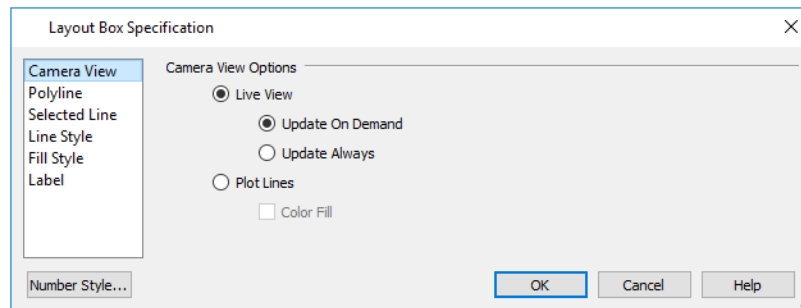 Layout Box Specification
Camera View
Polyline
Selected Line
Line Style
Fill Style
Label
Camera View Options
Live View
Update On Demand
Update Always
Plot Lines
Color Fill
Number Style...
OK
Cancel
Help